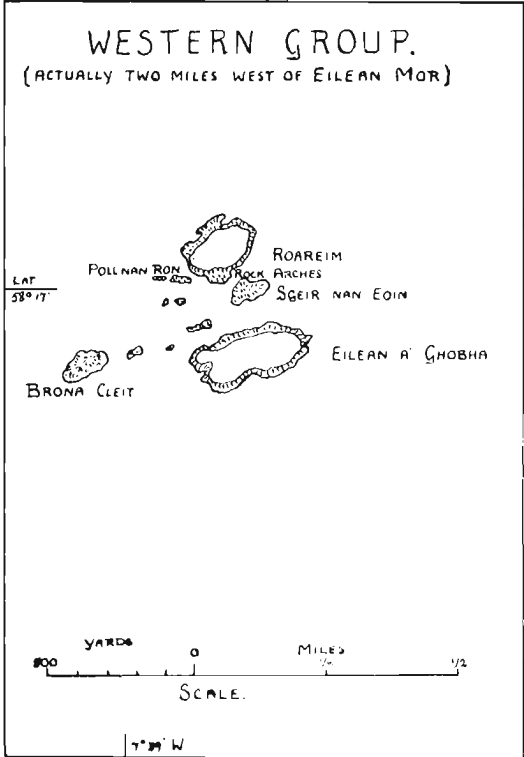 WESTERN GROUP.
(ACTUALLY TWO MILES WEST OF EILEAN MOR)
ROAREIM
POLL NAN RON
ROCK ARCHES
LAT
58° 17'
SGEIR NAN EOIN
EILEAN A' GHOBHA
BRONA CLEIT
YARDS 0 MILES
500 ¼ 1/2
SCALE.
W